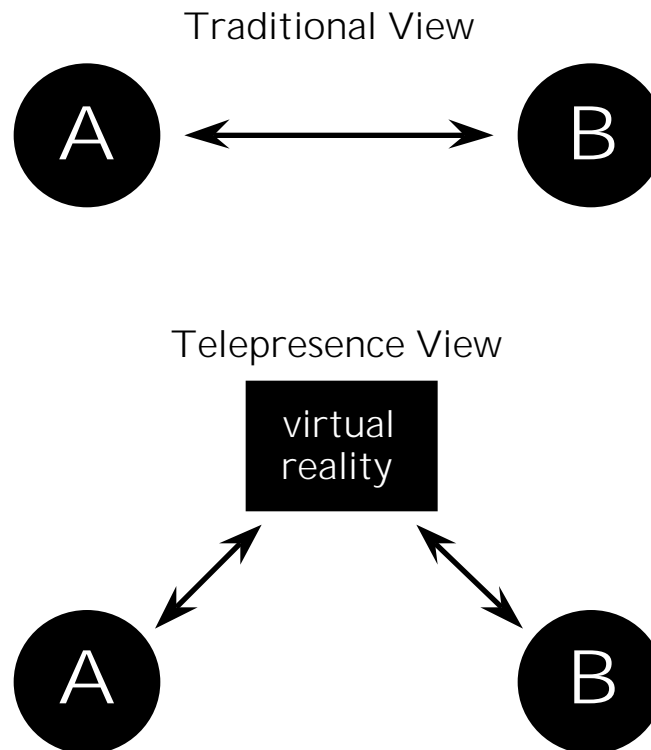 Traditional View
A
B
Telepresence View
virtual
reality
A
B